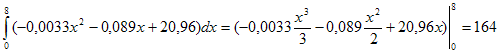 ∫₀⁸(−0,0033x² − 0,089x + 20,96)dx = (−0,0033 x³/3 − 0,089 x²/2 + 20,96x)|₀⁸ = 164